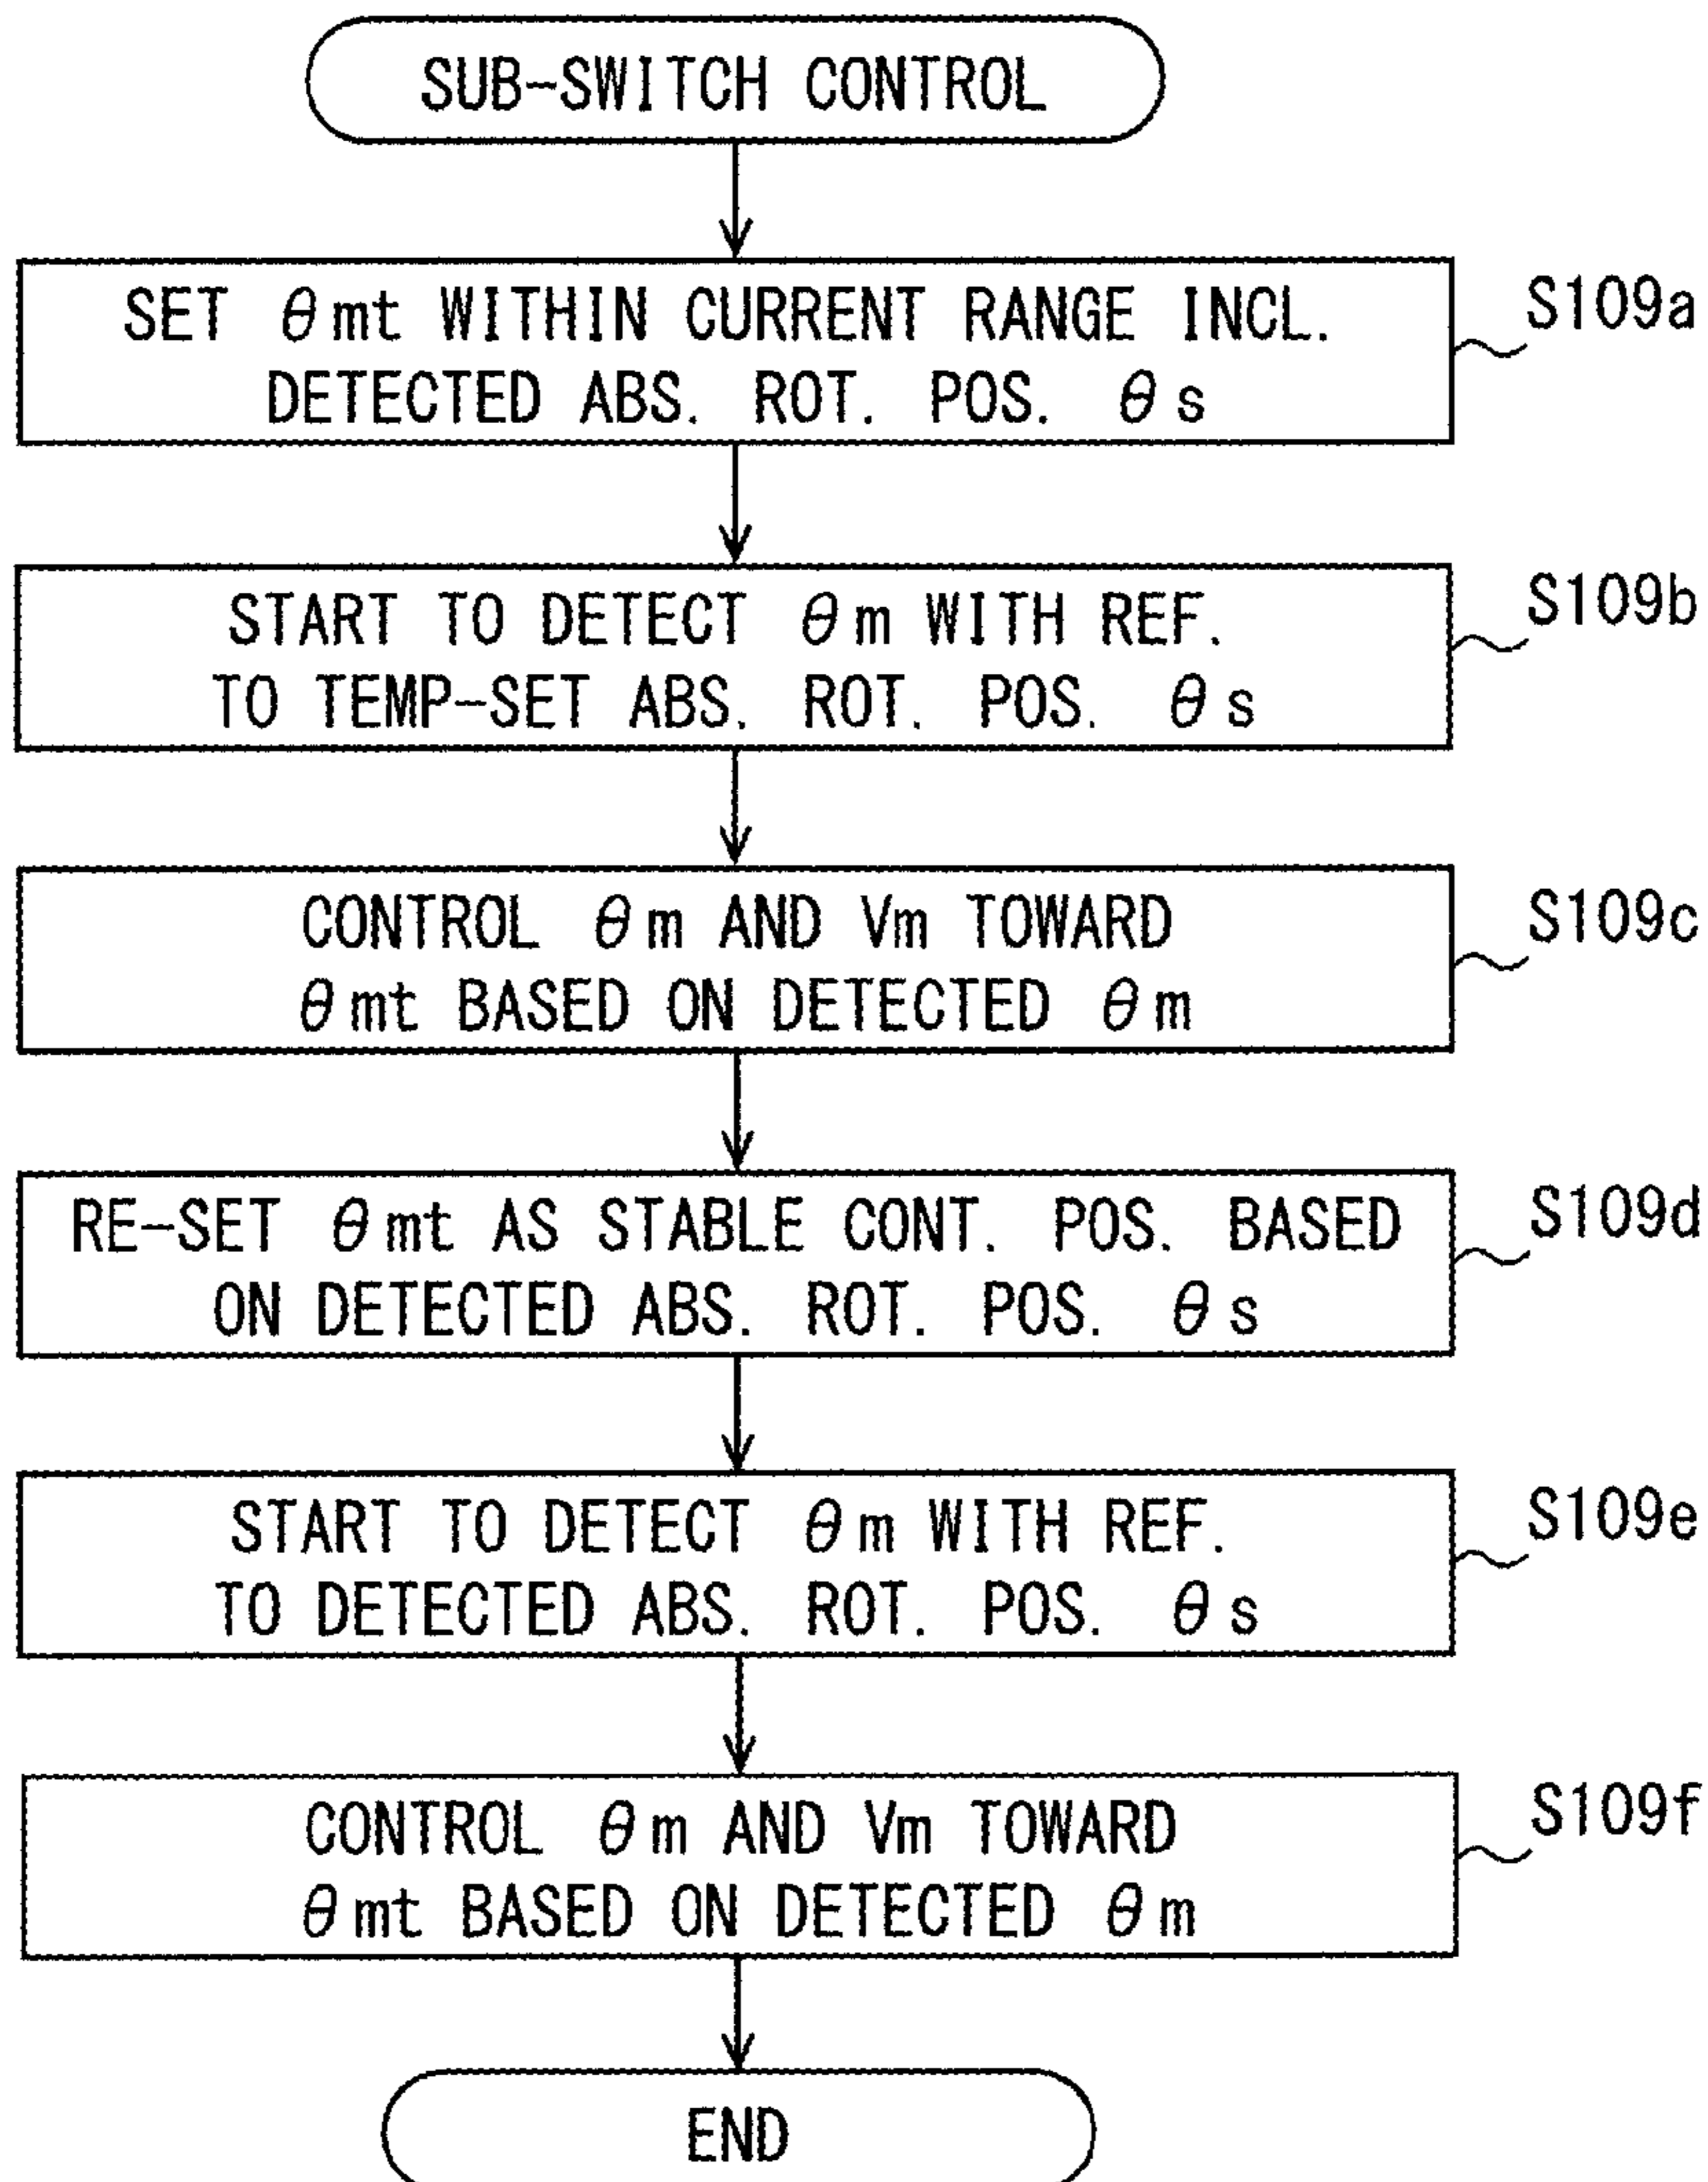 SUB-SWITCH CONTROL
SET θmt WITHIN CURRENT RANGE INCL.
DETECTED ABS. ROT. POS. θs
S109a
START TO DETECT θm WITH REF.
TO TEMP-SET ABS. ROT. POS. θs
S109b
CONTROL θm AND Vm TOWARD
θmt BASED ON DETECTED θm
S109c
RE-SET θmt AS STABLE CONT. POS. BASED
ON DETECTED ABS. ROT. POS. θs
S109d
START TO DETECT θm WITH REF.
TO DETECTED ABS. ROT. POS. θs
S109e
CONTROL θm AND Vm TOWARD
θmt BASED ON DETECTED θm
S109f
END